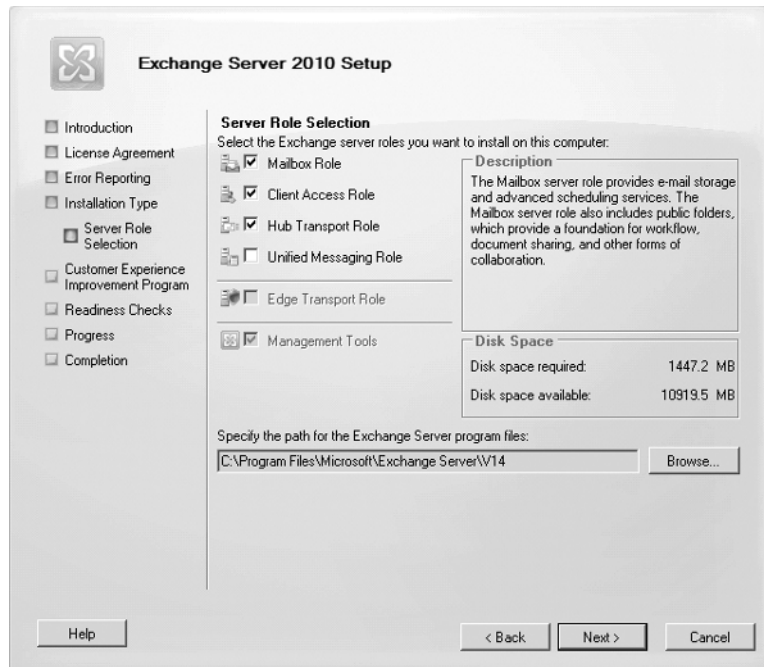 Exchange Server 2010 Setup
Introduction
License Agreement
Error Reporting
Installation Type
Server Role
Selection
Customer Experience
Improvement Program
Readiness Checks
Progress
Completion
Server Role Selection
Select the Exchange server roles you want to install on this computer:
Mailbox Role
Client Access Role
Hub Transport Role
Unified Messaging Role
Edge Transport Role
Management Tools
Description
The Mailbox server role provides e-mail storage
and advanced scheduling services. The
Mailbox server role also includes public folders,
which provide a foundation for workflow,
document sharing, and other forms of
collaboration.
Disk Space
Disk space required: 1447.2 MB
Disk space available: 10919.5 MB
Specify the path for the Exchange Server program files:
C:\Program Files\Microsoft\Exchange Server\V14
Browse...
Help
< Back
Next >
Cancel